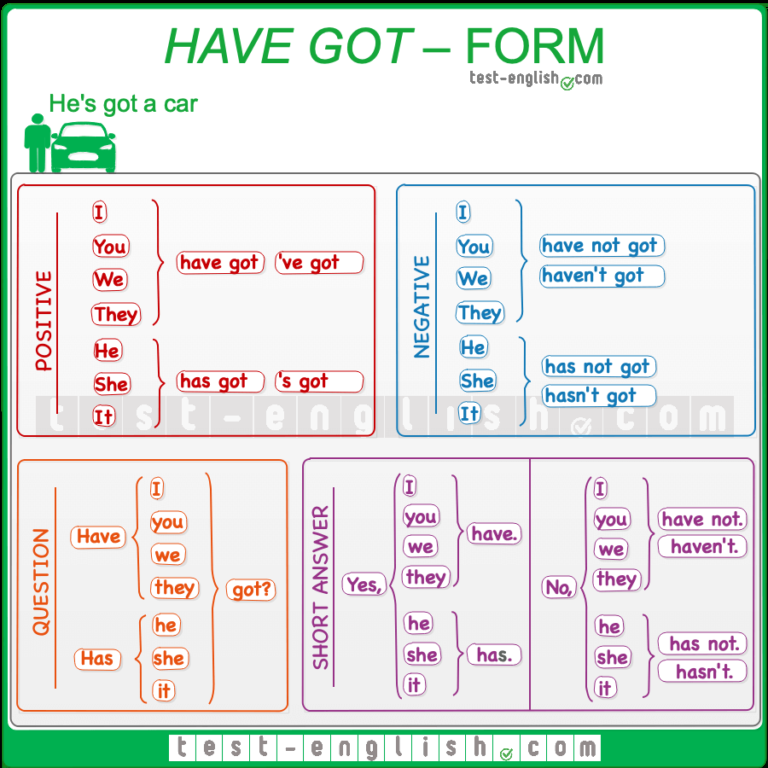 HAVE GOT – FORM
test-english.com
He's got a car
POSITIVE
I
You
We
They
have got 've got
He
She
It
has got 's got
NEGATIVE
I
You
We
They
have not got
haven't got
He
She
It
has not got
hasn't got
test-english.com
QUESTION
Have
I
you
we
they
Has
he
she
it
got?
SHORT ANSWER
Yes,
I
you
we
they
have.
he
she
it
has.
No,
I
you
we
they
have not.
haven't.
he
she
it
has not.
hasn't.
test-english.com